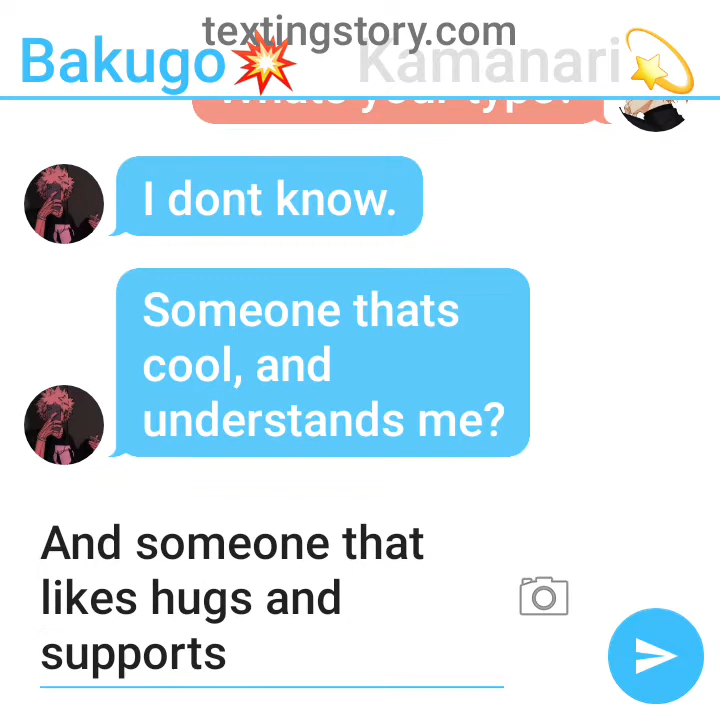 textingstory.com
Bakugo💥 Kamanari💫
I dont know.
Someone thats
cool, and
understands me?
And someone that
likes hugs and
supports